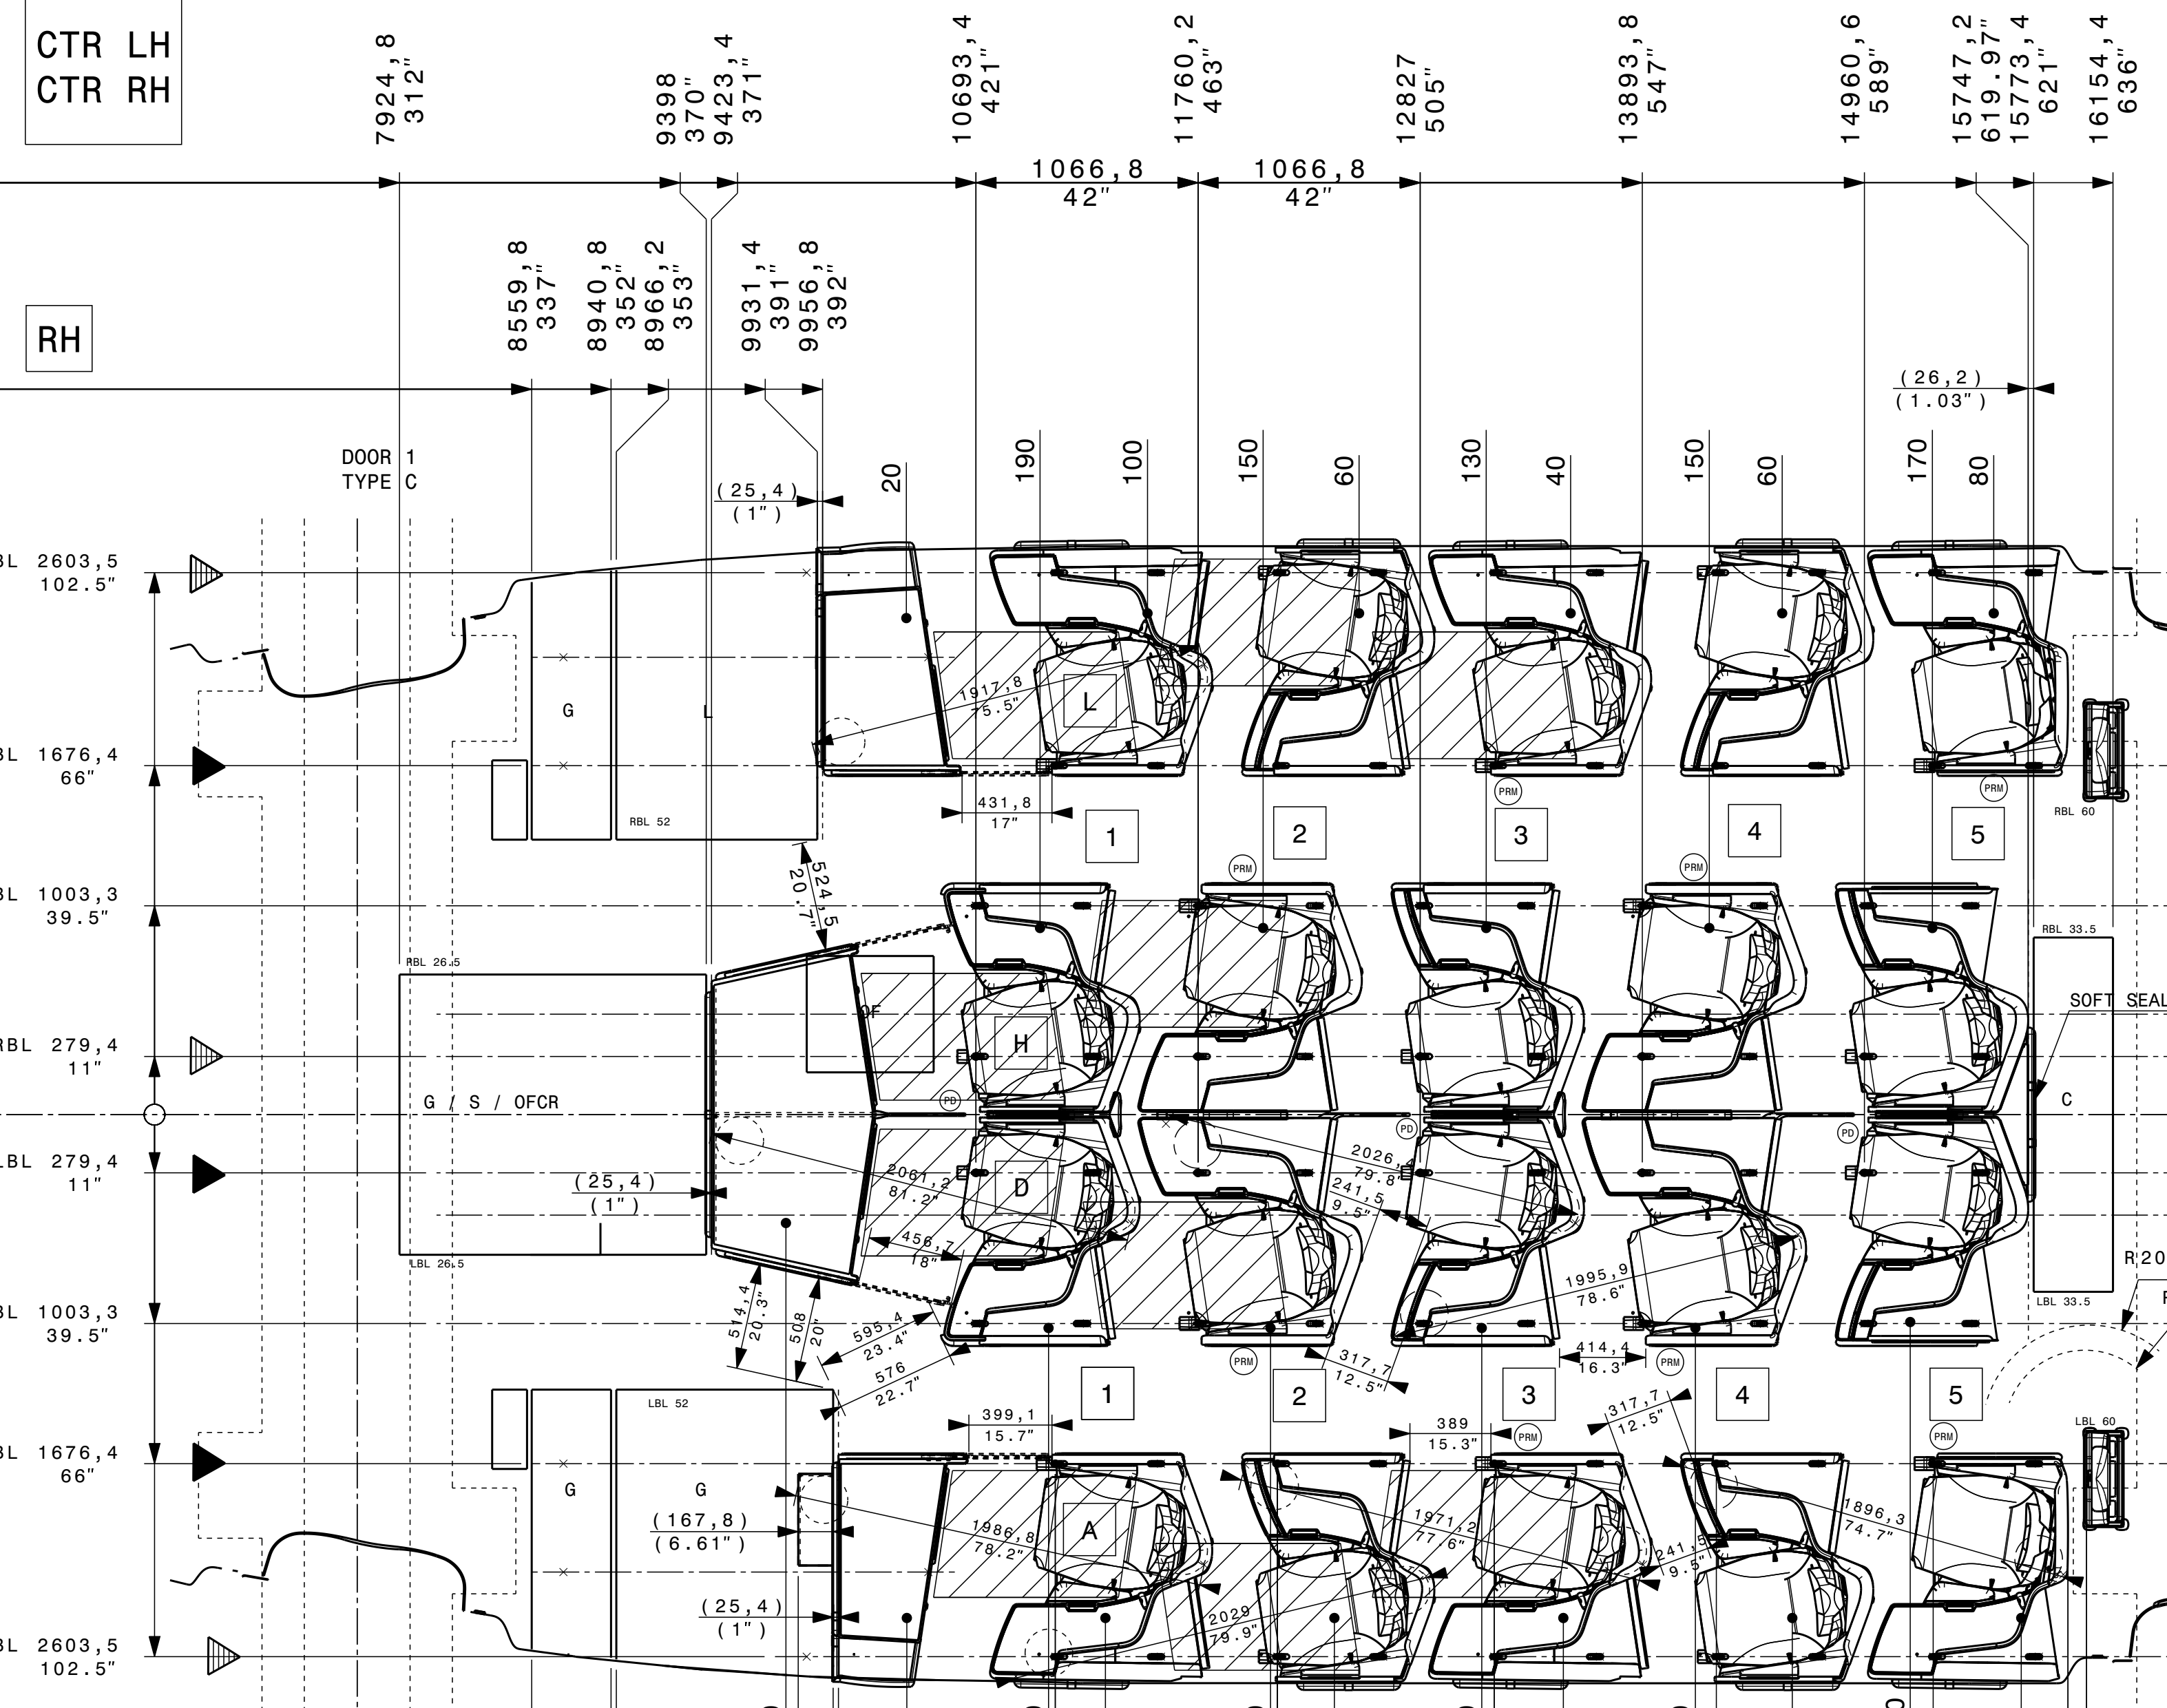 CTR LH
CTR RH
7924,8
312"
9398
370"
9423,4
371"
10693,4
421"
11760,2
463"
12827
505"
13893,8
547"
14960,6
589"
15747,2
619.97"
15773,4
621"
16154,4
636"
1066,8
42"
1066,8
42"
RH
8559,8
337"
8940,8
352"
8966,2
353"
9931,4
391"
9956,8
392"
(26,2)
(1.03")
DOOR 1
TYPE C
(25,4)
(1")
20
190
100
150
60
130
40
150
60
170
80
BL 2603,5
102.5"
G
L
1917,8
75.5"
L
BL 1676,4
66"
431,8
17"
RBL 52
PRM
PRM
RBL 60
1
2
3
4
5
524,5
20.7"
PRM
PRM
BL 1003,3
39.5"
RBL 26.5
RBL 33.5
OF
SOFT SEAL
H
RBL 279,4
11"
G / S / OFCR
PD
PD
PD
C
LBL 279,4
11"
(25,4)
(1")
2061,2
81.2"
D
2026,4
79.8"
241,5
9.5"
456,7
18"
LBL 26.5
1995,9
78.6"
R20
LBL 33.5
BL 1003,3
39.5"
514,4
20.3"
508
20"
595,4
23.4"
576
22.7"
PRM
317,7
12.5"
414,4
16.3"
PRM
1
2
3
4
5
LBL 52
399,1
15.7"
389
15.3"
PRM
317,7
12.5"
PRM
LBL 60
BL 1676,4
66"
G
G
(167,8)
(6.61")
1986,8
78.2"
A
1971,2
77.6"
241,5
9.5"
1896,3
74.7"
(25,4)
(1")
2029
79.9"
BL 2603,5
102.5"